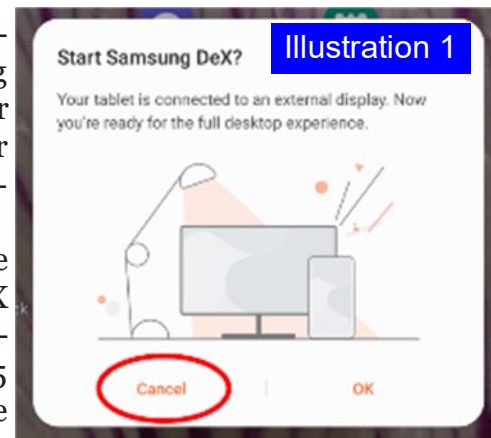 Illustration 1
Start Samsung DeX?
Your tablet is connected to an external display. Now
you're ready for the full desktop experience.
Cancel
OK